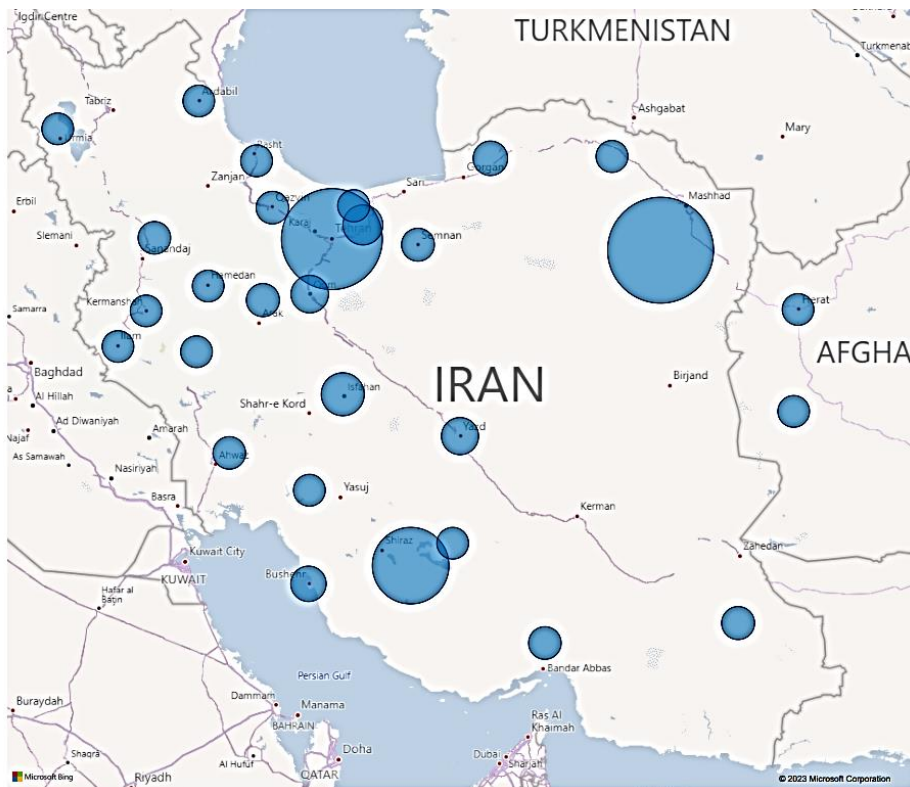 Igdir Centre
TURKMENISTAN
Turkmenab
Tabriz
Ardabil
Ashgabat
Mary
Urmia
Rasht
Gorgan
Zanjan
Sari
Mashhad
Erbil
Qazvin
Karaj
Tehran
Slemani
Sanandaj
Semnan
Hamedan
Qom
Kermanshah
Samarra
Arak
Herat
Ilam
AFGHA
Baghdad
IRAN
Birjand
Isfahan
Al Hillah
Shahr-e Kord
Ad Diwaniyah
Amarah
Yazd
Najaf
As Samawah
Ahwaz
Nasiriyah
Yasuj
Basra
Kerman
Shiraz
Kuwait City
Zahedan
KUWAIT
Bushehr
Hafar al
Batin
Bandar Abbas
Persian Gulf
Buraydah
Dammam
Manama
BAHRAIN
Ras Al
Khaimah
Shaqra
Al Hufuf
Doha
Dubai
Sharjah
Riyadh
QATAR
Microsoft Bing
© 2023 Microsoft Corporation